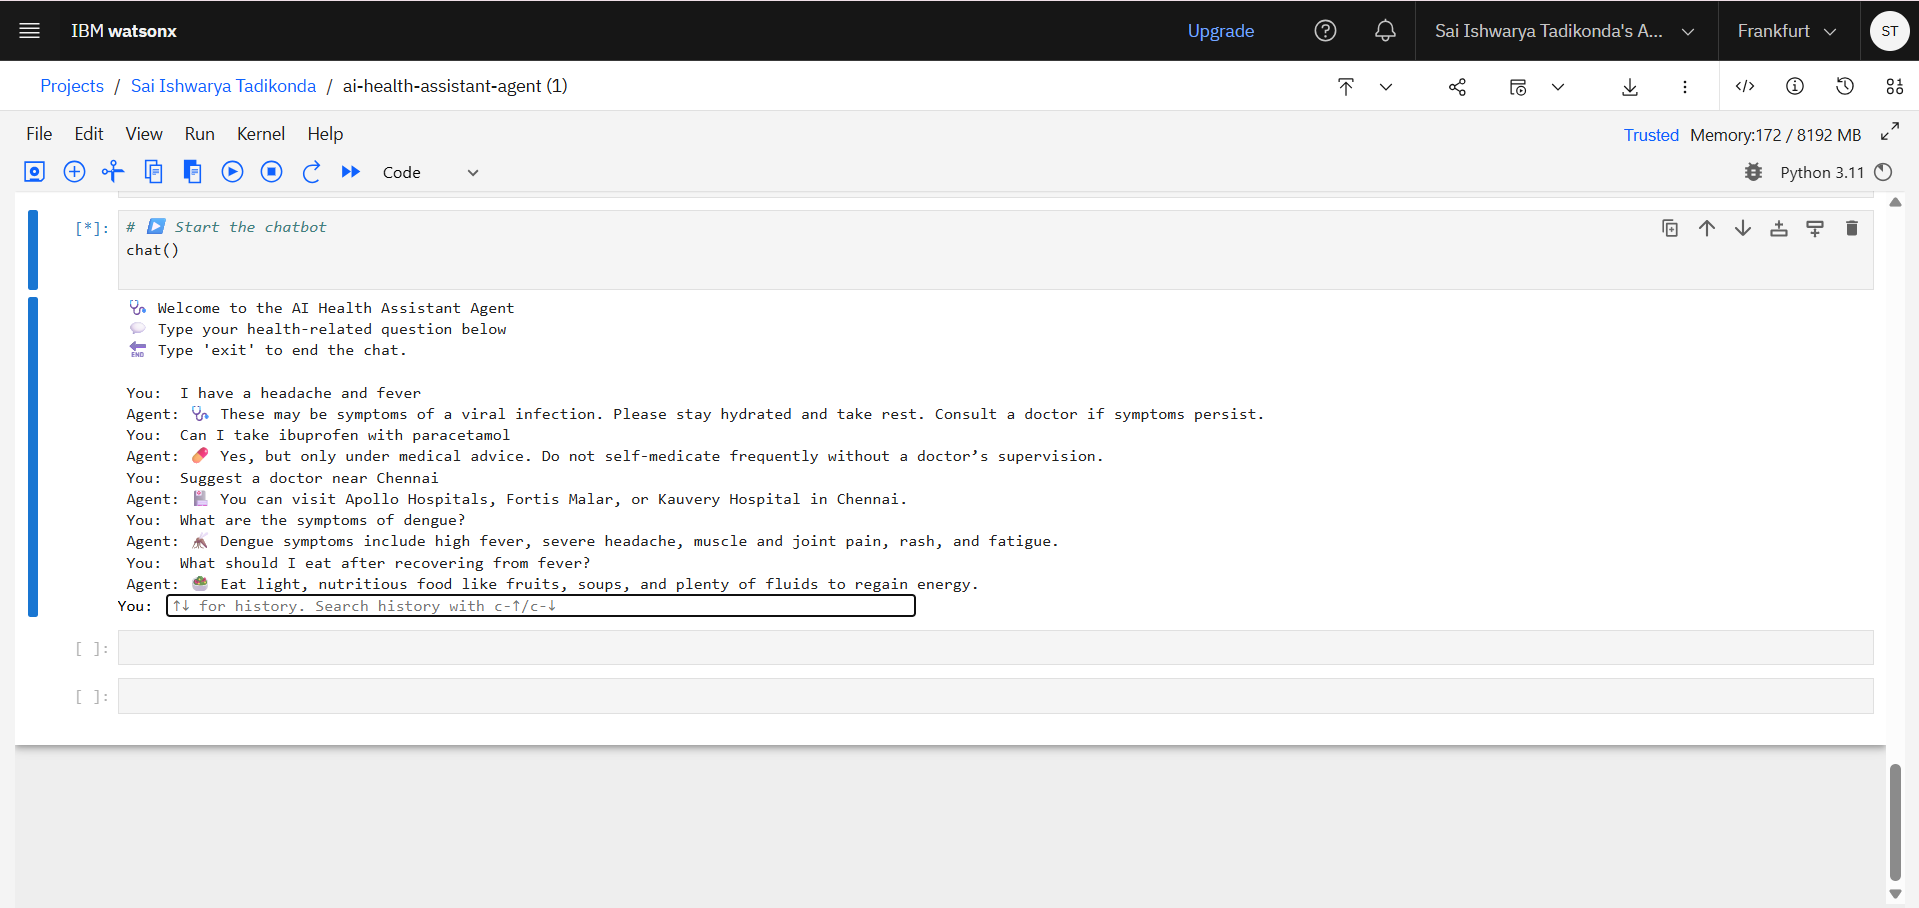 IBM watsonx
Upgrade
Sai Ishwarya Tadikonda's A...
Frankfurt
ST
Projects / Sai Ishwarya Tadikonda / ai-health-assistant-agent (1)
File Edit View Run Kernel Help
Trusted Memory:172 / 8192 MB
Code
Python 3.11
[*]: # ▶️ Start the chatbot
chat()
🩺 Welcome to the AI Health Assistant Agent
💬 Type your health-related question below
🔚 Type 'exit' to end the chat.
You: I have a headache and fever
Agent: 🩺 These may be symptoms of a viral infection. Please stay hydrated and take rest. Consult a doctor if symptoms persist.
You: Can I take ibuprofen with paracetamol
Agent: 💊 Yes, but only under medical advice. Do not self-medicate frequently without a doctor’s supervision.
You: Suggest a doctor near Chennai
Agent: 🏥 You can visit Apollo Hospitals, Fortis Malar, or Kauvery Hospital in Chennai.
You: What are the symptoms of dengue?
Agent: 🦟 Dengue symptoms include high fever, severe headache, muscle and joint pain, rash, and fatigue.
You: What should I eat after recovering from fever?
Agent: 🥗 Eat light, nutritious food like fruits, soups, and plenty of fluids to regain energy.
You: ↑↓ for history. Search history with c-↑/c-↓
[ ]:
[ ]: